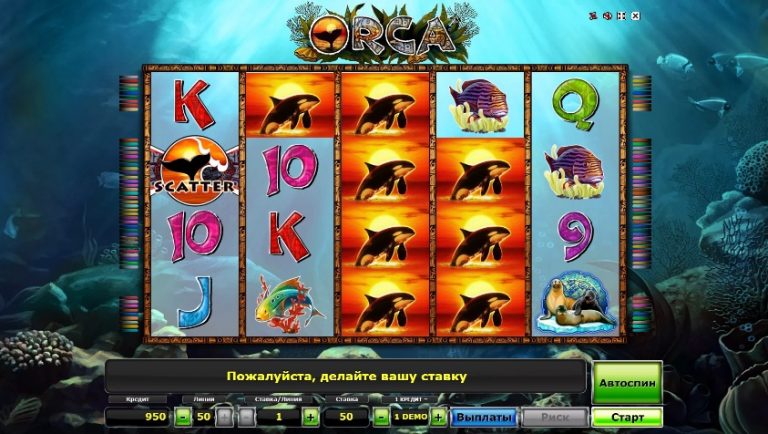 ORCA
K
Q
SCATTER
10
10
K
9
J
Пожалуйста, делайте вашу ставку
Автоспин
Кредит Линии Ставка/Линия Ставка 1 КРЕДИТ =
950 - 50 + - 1 + 50 - 1 DEMO + Выплаты Риск Старт